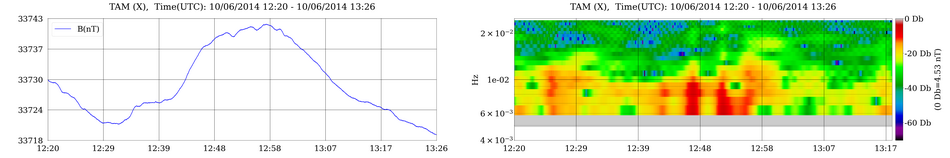 TAM (X), Time(UTC): 10/06/2014 12:20 - 10/06/2014 13:26
33743
33737
33730
33724
33718
B(nT)
12:20
12:29
12:39
12:48
12:58
13:07
13:17
13:26
TAM (X), Time(UTC): 10/06/2014 12:20 - 10/06/2014 13:26
Hz
2 × 10⁻²
1e-02
6 × 10⁻³
4 × 10⁻³
12:20
12:29
12:39
12:48
12:58
13:07
13:17
0 Db
-20 Db
-40 Db
-60 Db
(0 Db=4.53 nT)